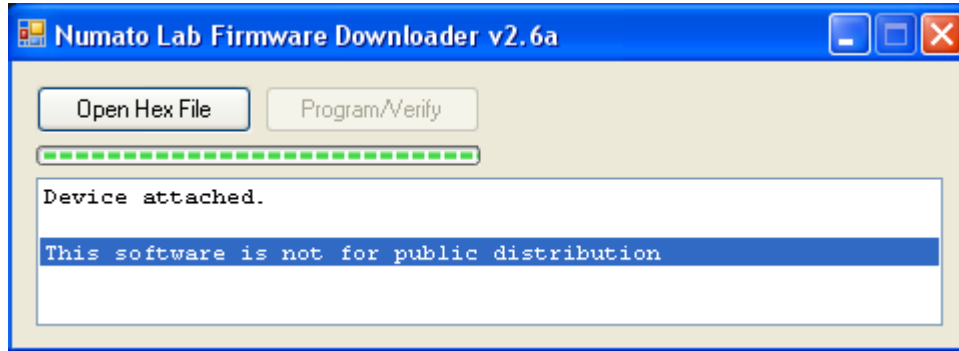 Numato Lab Firmware Downloader v2.6a
Open Hex File Program/Verify
Device attached.
This software is not for public distribution